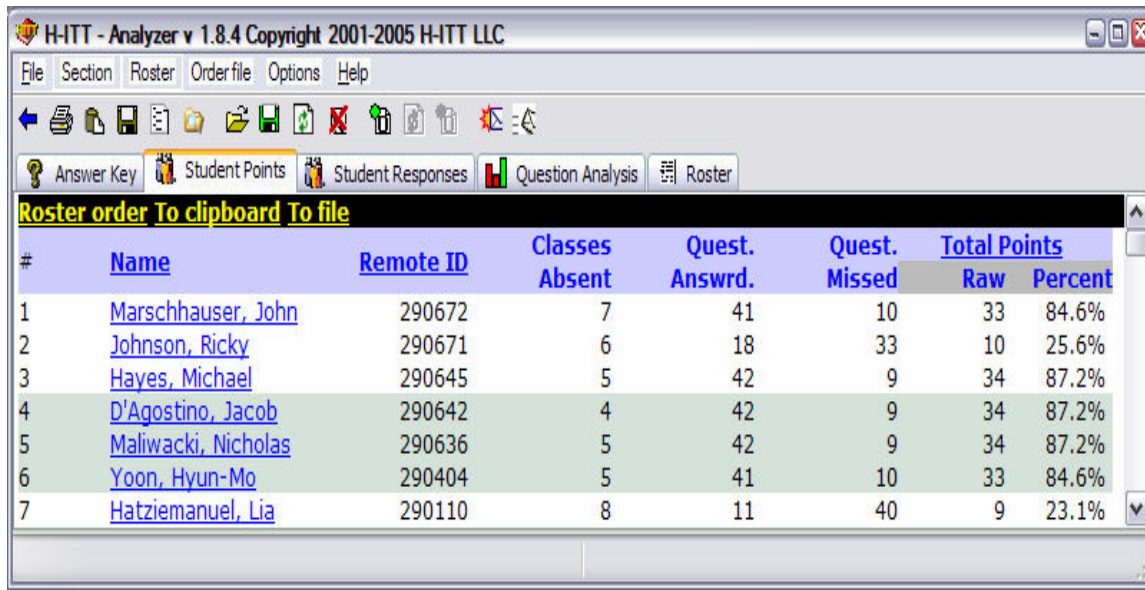 H-ITT - Analyzer v 1.8.4 Copyright 2001-2005 H-ITT LLC
File Section Roster Order file Options Help
Answer Key Student Points Student Responses Question Analysis Roster
Roster order To clipboard To file
# Name Remote ID Classes Absent Quest. Answrd. Quest. Missed Total Points Raw Percent
1 Marschhauser, John 290672 7 41 10 33 84.6%
2 Johnson, Ricky 290671 6 18 33 10 25.6%
3 Hayes, Michael 290645 5 42 9 34 87.2%
4 D'Agostino, Jacob 290642 4 42 9 34 87.2%
5 Maliwacki, Nicholas 290636 5 42 9 34 87.2%
6 Yoon, Hyun-Mo 290404 5 41 10 33 84.6%
7 Hatziemanuel, Lia 290110 8 11 40 9 23.1%